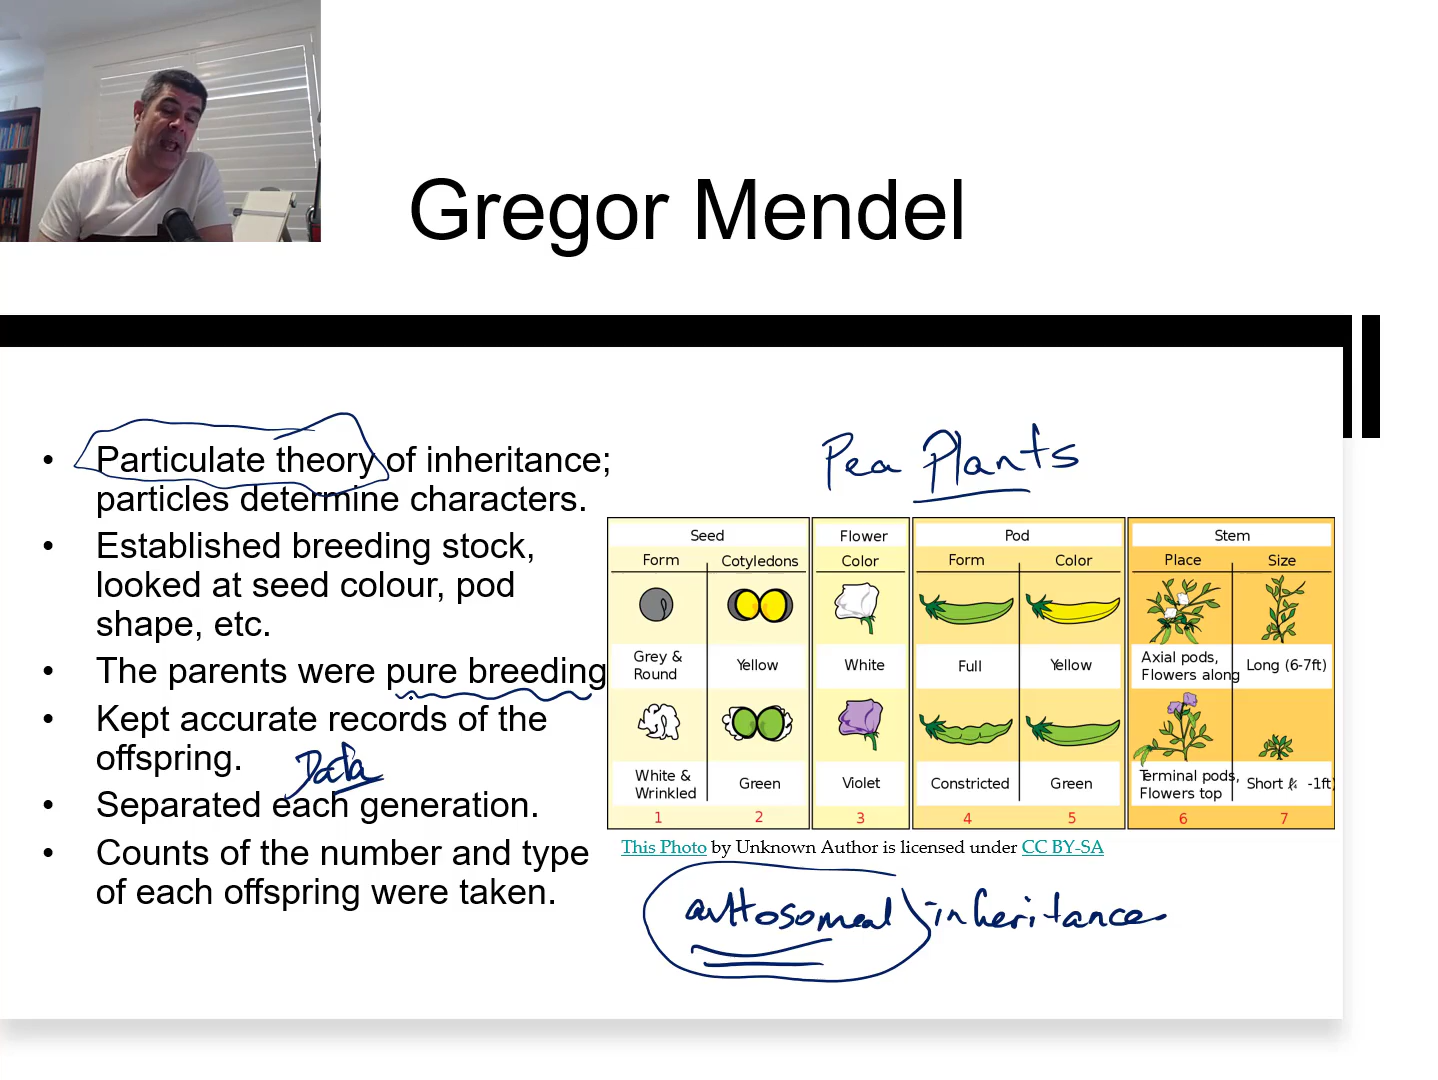 Gregor Mendel
• Particulate theory of inheritance;
particles determine characters.
• Established breeding stock,
looked at seed colour, pod
shape, etc.
• The parents were pure breeding
• Kept accurate records of the
offspring.
Data
• Separated each generation.
• Counts of the number and type
of each offspring were taken.
Pea Plants
Seed Flower Pod Stem
Form Cotyledons Color Form Color Place Size
Grey &
Round
Yellow
White
Full
Yellow
Axial pods,
Flowers along
Long (6-7ft)
White &
Wrinkled
Green
Violet
Constricted
Green
Terminal pods,
Flowers top
Short -1ft)
1 2 3 4 5 6 7
This Photo by Unknown Author is licensed under CC BY-SA
autosomal inheritance